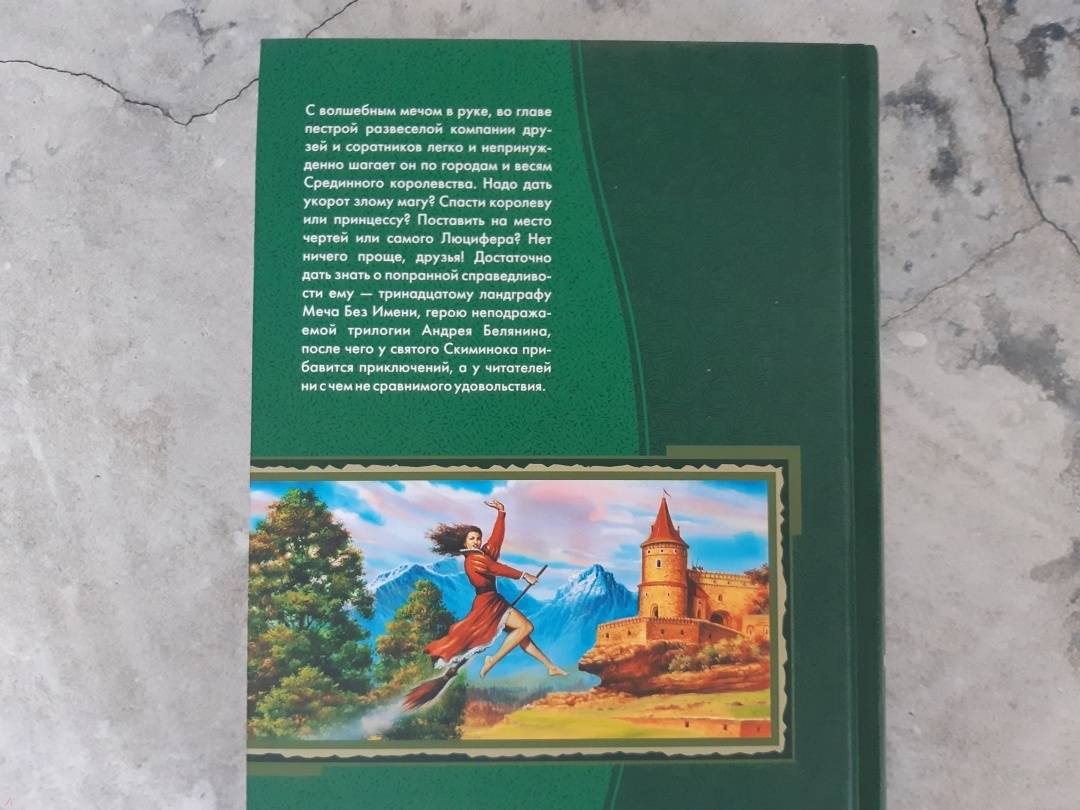 С волшебным мечом в руке, во главе
пестрой развеселой компании дру-
зей и соратников легко и непринуж-
денно шагает он по городам и весям
Срединного королевства. Надо дать
укорот злому магу? Спасти королеву
или принцессу? Поставить на место
чертей или самого Люцифера? Нет
ничего проще, друзья! Достаточно
дать знать о попранной справедливо-
сти ему — тринадцатому ландграфу
Меча Без Имени, герою неподража-
емой трилогии Андрея Белянина,
после чего у святого Скиминока при-
бавится приключений, а у читателей
ни с чем не сравнимого удовольствия.